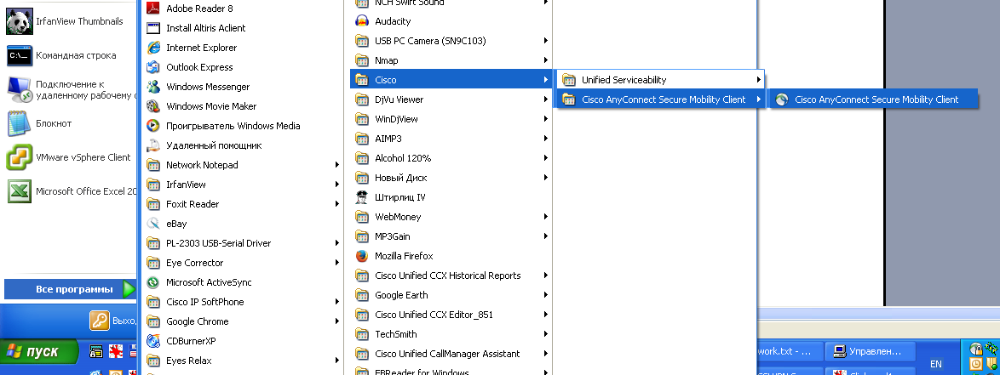 IrfanView Thumbnails
Командная строка
Подключение к
удаленному рабочему с
Блокнот
VMware vSphere Client
Microsoft Office Excel 20
Все программы
Выхо
пуск
Adobe Reader 8
Install Altiris Aclient
Internet Explorer
Outlook Express
Windows Messenger
Windows Movie Maker
Проигрыватель Windows Media
Удаленный помощник
Network Notepad
IrfanView
Foxit Reader
eBay
PL-2303 USB-Serial Driver
Eye Corrector
Microsoft ActiveSync
Cisco IP SoftPhone
Google Chrome
CDBurnerXP
Eyes Relax
NCH Swift Sound
Audacity
USB PC Camera (SN9C103)
Nmap
Cisco
DjVu Viewer
WinDjView
AIMP3
Alcohol 120%
Новый Диск
Штирлиц IV
WebMoney
MP3Gain
Mozilla Firefox
Cisco Unified CCX Historical Reports
Google Earth
Cisco Unified CCX Editor_851
TechSmith
Cisco Unified CallManager Assistant
FBReader for Windows
Unified Serviceability
Cisco AnyConnect Secure Mobility Client
Cisco AnyConnect Secure Mobility Client
work.txt - ...
Управлен...
EN